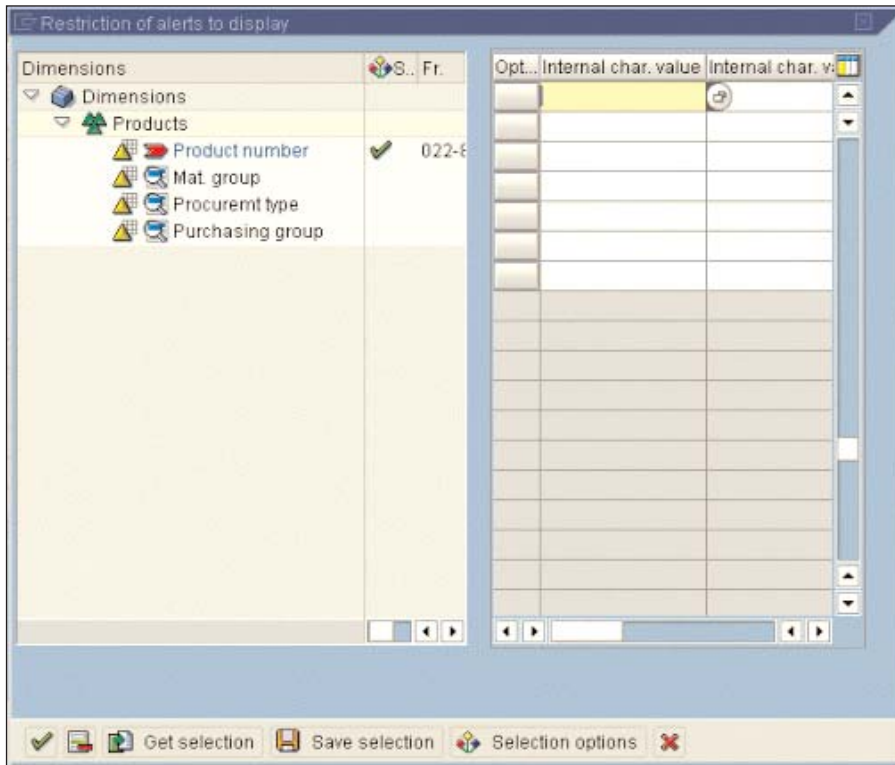 Restriction of alerts to display
Dimensions S.. Fr.
Dimensions
Products
Product number 022-
Mat. group
Procuremt type
Purchasing group
Opt... Internal char. value Internal char. v
Get selection Save selection Selection options